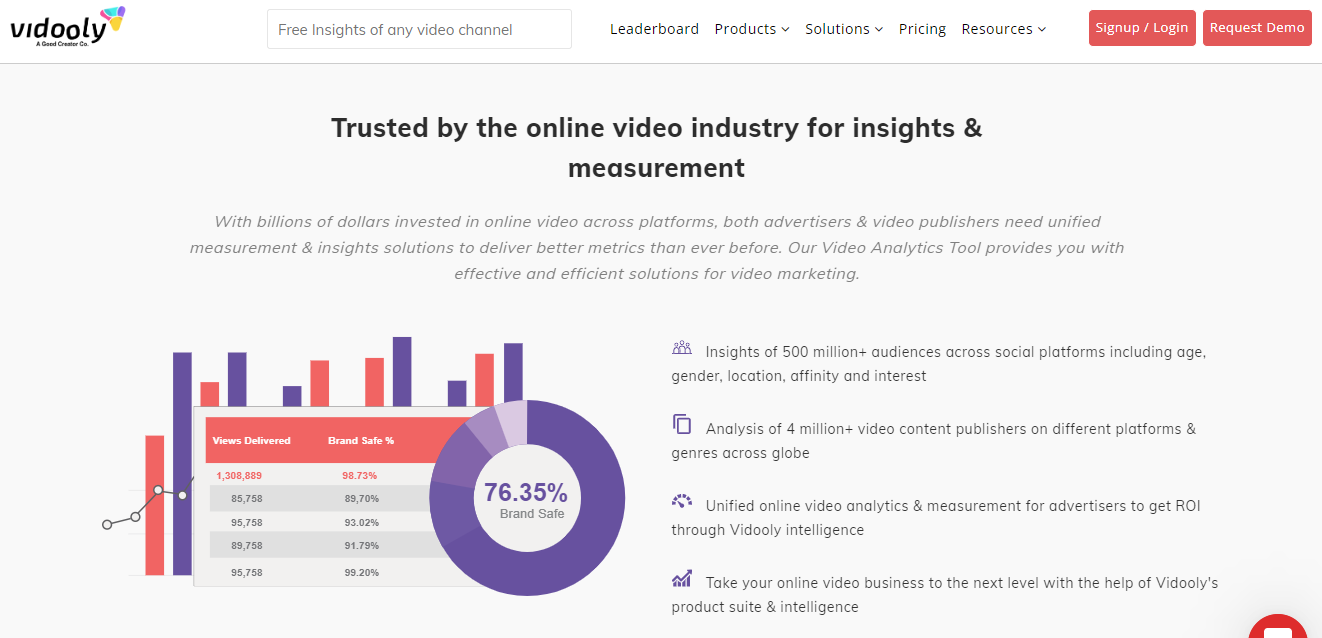 vidooly
A Good Creator Co.
Free Insights of any video channel
Leaderboard Products Solutions Pricing Resources
Signup / Login
Request Demo
Trusted by the online video industry for insights &
measurement
With billions of dollars invested in online video across platforms, both advertisers & video publishers need unified
measurement & insights solutions to deliver better metrics than ever before. Our Video Analytics Tool provides you with
effective and efficient solutions for video marketing.
Views Delivered Brand Safe %
1,308,889 98.73%
85,758 89,70%
95,758 93.02%
89,758 91.79%
95,758 99.20%
76.35%
Brand Safe
Insights of 500 million+ audiences across social platforms including age,
gender, location, affinity and interest
Analysis of 4 million+ video content publishers on different platforms &
genres across globe
Unified online video analytics & measurement for advertisers to get ROI
through Vidooly intelligence
Take your online video business to the next level with the help of Vidooly's
product suite & intelligence